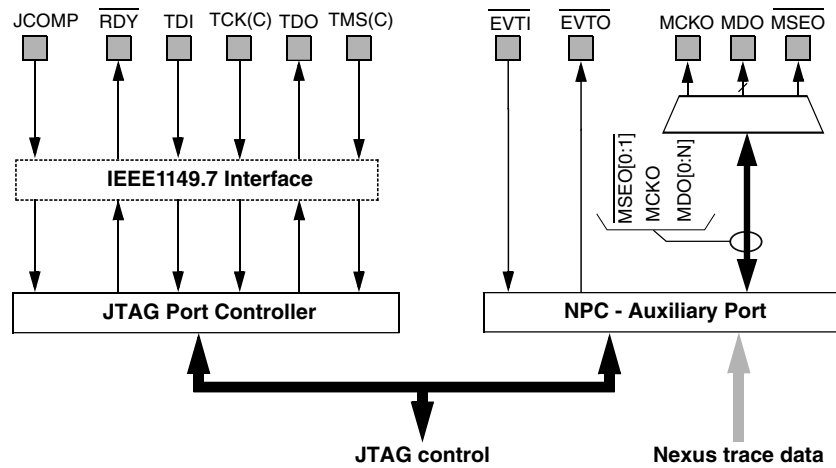 JCOMP RDY TDI TCK(C) TDO TMS(C) EVTI EVTO MCKO MDO MSEO
MSEO[0:1]
MCKO
MDO[0:N]
IEEE1149.7 Interface
JTAG Port Controller
NPC - Auxiliary Port
JTAG control
Nexus trace data